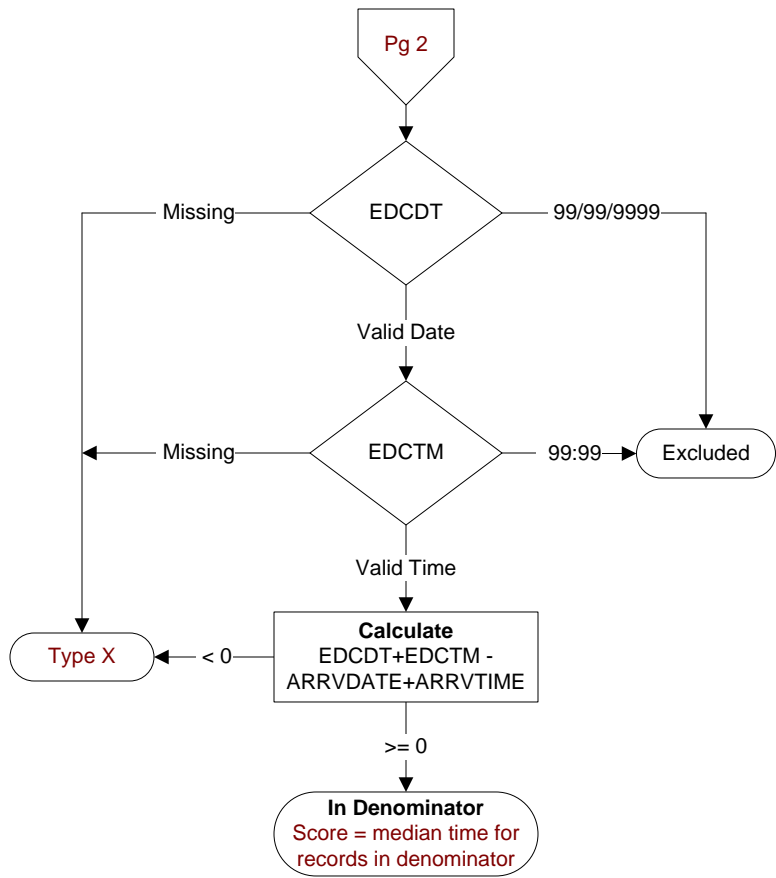 Pg 2
EDCDT
Missing
99/99/9999
Valid Date
EDCTM
Missing
99:99
Excluded
Valid Time
Calculate
EDCDT+EDCTM -
ARRVDATE+ARRVTIME
< 0
Type X
>= 0
In Denominator
Score = median time for
records in denominator